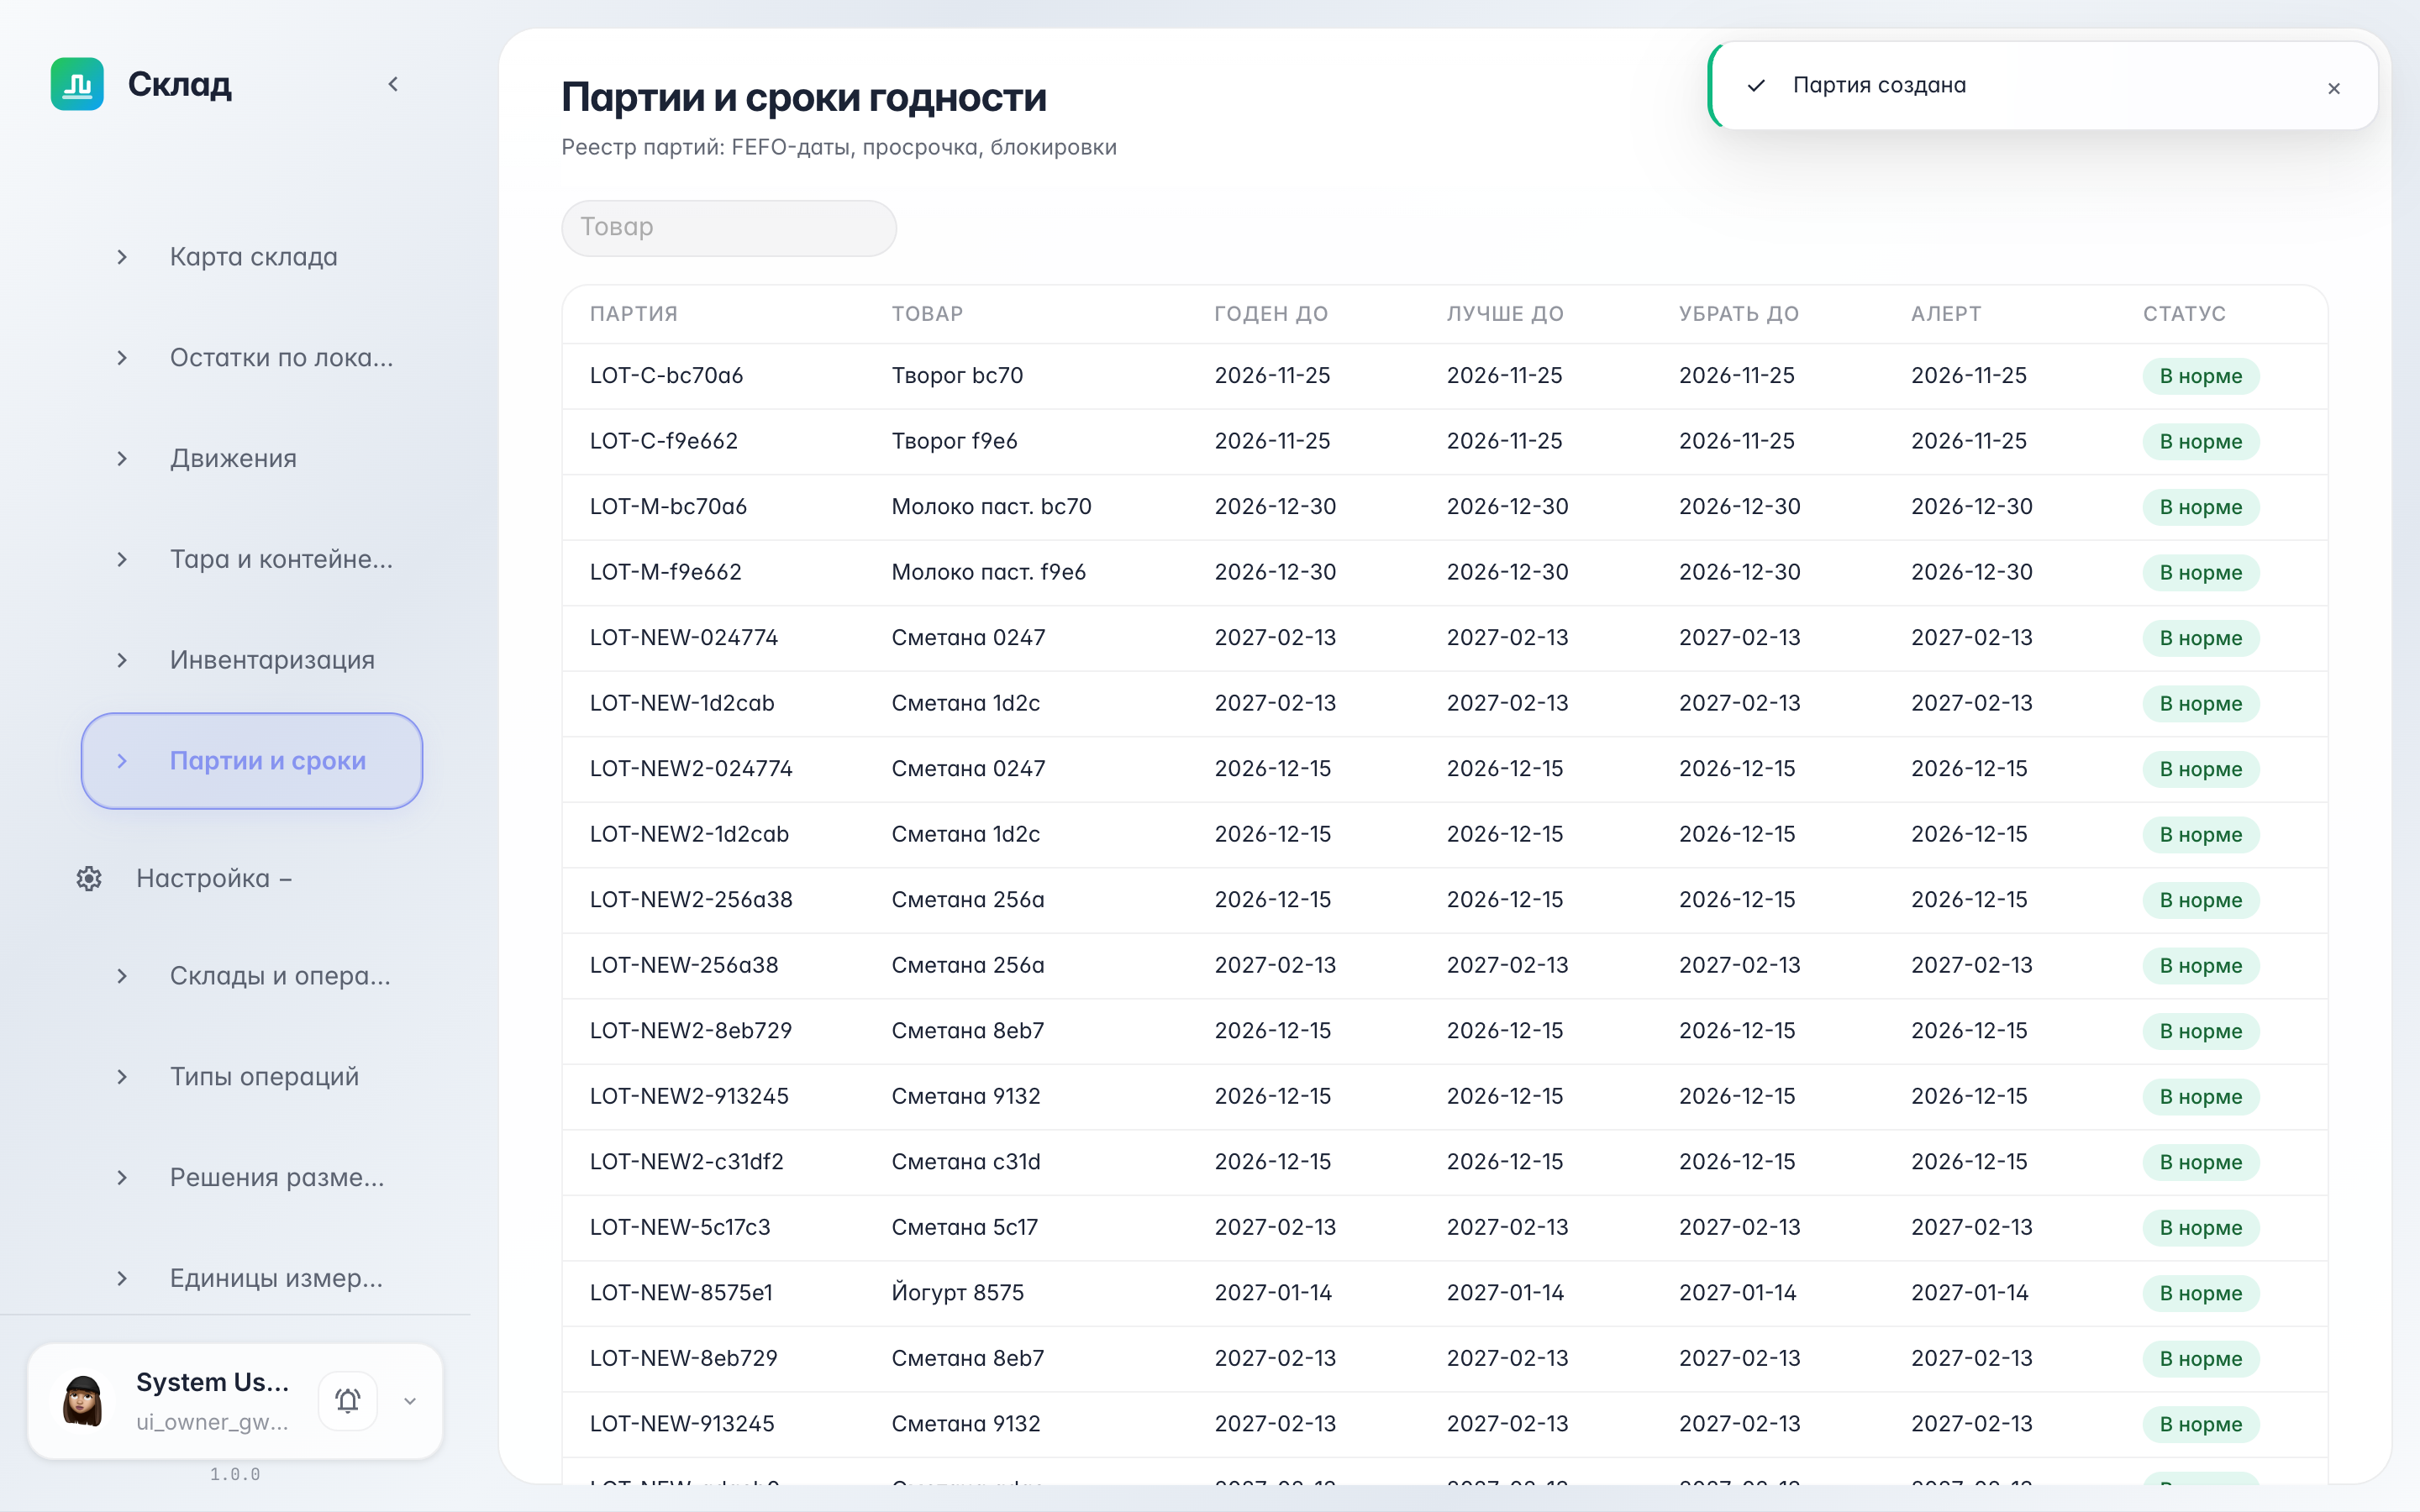 Склад
Карта склада
Остатки по лока...
Движения
Тара и контейне...
Инвентаризация
Партии и сроки
Настройка –
Склады и опера...
Типы операций
Решения разме...
Единицы измер...
System Us...
ui_owner_gw...
1.0.0
Партии и сроки годности
Реестр партий: FEFO-даты, просрочка, блокировки
Партия создана
Товар
ПАРТИЯ ТОВАР ГОДЕН ДО ЛУЧШЕ ДО УБРАТЬ ДО АЛЕРТ СТАТУС
LOT-C-bc70a6 Творог bc70 2026-11-25 2026-11-25 2026-11-25 2026-11-25 В норме
LOT-C-f9e662 Творог f9e6 2026-11-25 2026-11-25 2026-11-25 2026-11-25 В норме
LOT-M-bc70a6 Молоко паст. bc70 2026-12-30 2026-12-30 2026-12-30 2026-12-30 В норме
LOT-M-f9e662 Молоко паст. f9e6 2026-12-30 2026-12-30 2026-12-30 2026-12-30 В норме
LOT-NEW-024774 Сметана 0247 2027-02-13 2027-02-13 2027-02-13 2027-02-13 В норме
LOT-NEW-1d2cab Сметана 1d2c 2027-02-13 2027-02-13 2027-02-13 2027-02-13 В норме
LOT-NEW2-024774 Сметана 0247 2026-12-15 2026-12-15 2026-12-15 2026-12-15 В норме
LOT-NEW2-1d2cab Сметана 1d2c 2026-12-15 2026-12-15 2026-12-15 2026-12-15 В норме
LOT-NEW2-256a38 Сметана 256a 2026-12-15 2026-12-15 2026-12-15 2026-12-15 В норме
LOT-NEW-256a38 Сметана 256a 2027-02-13 2027-02-13 2027-02-13 2027-02-13 В норме
LOT-NEW2-8eb729 Сметана 8eb7 2026-12-15 2026-12-15 2026-12-15 2026-12-15 В норме
LOT-NEW2-913245 Сметана 9132 2026-12-15 2026-12-15 2026-12-15 2026-12-15 В норме
LOT-NEW2-c31df2 Сметана c31d 2026-12-15 2026-12-15 2026-12-15 2026-12-15 В норме
LOT-NEW-5c17c3 Сметана 5c17 2027-02-13 2027-02-13 2027-02-13 2027-02-13 В норме
LOT-NEW-8575e1 Йогурт 8575 2027-01-14 2027-01-14 2027-01-14 2027-01-14 В норме
LOT-NEW-8eb729 Сметана 8eb7 2027-02-13 2027-02-13 2027-02-13 2027-02-13 В норме
LOT-NEW-913245 Сметана 9132 2027-02-13 2027-02-13 2027-02-13 2027-02-13 В норме